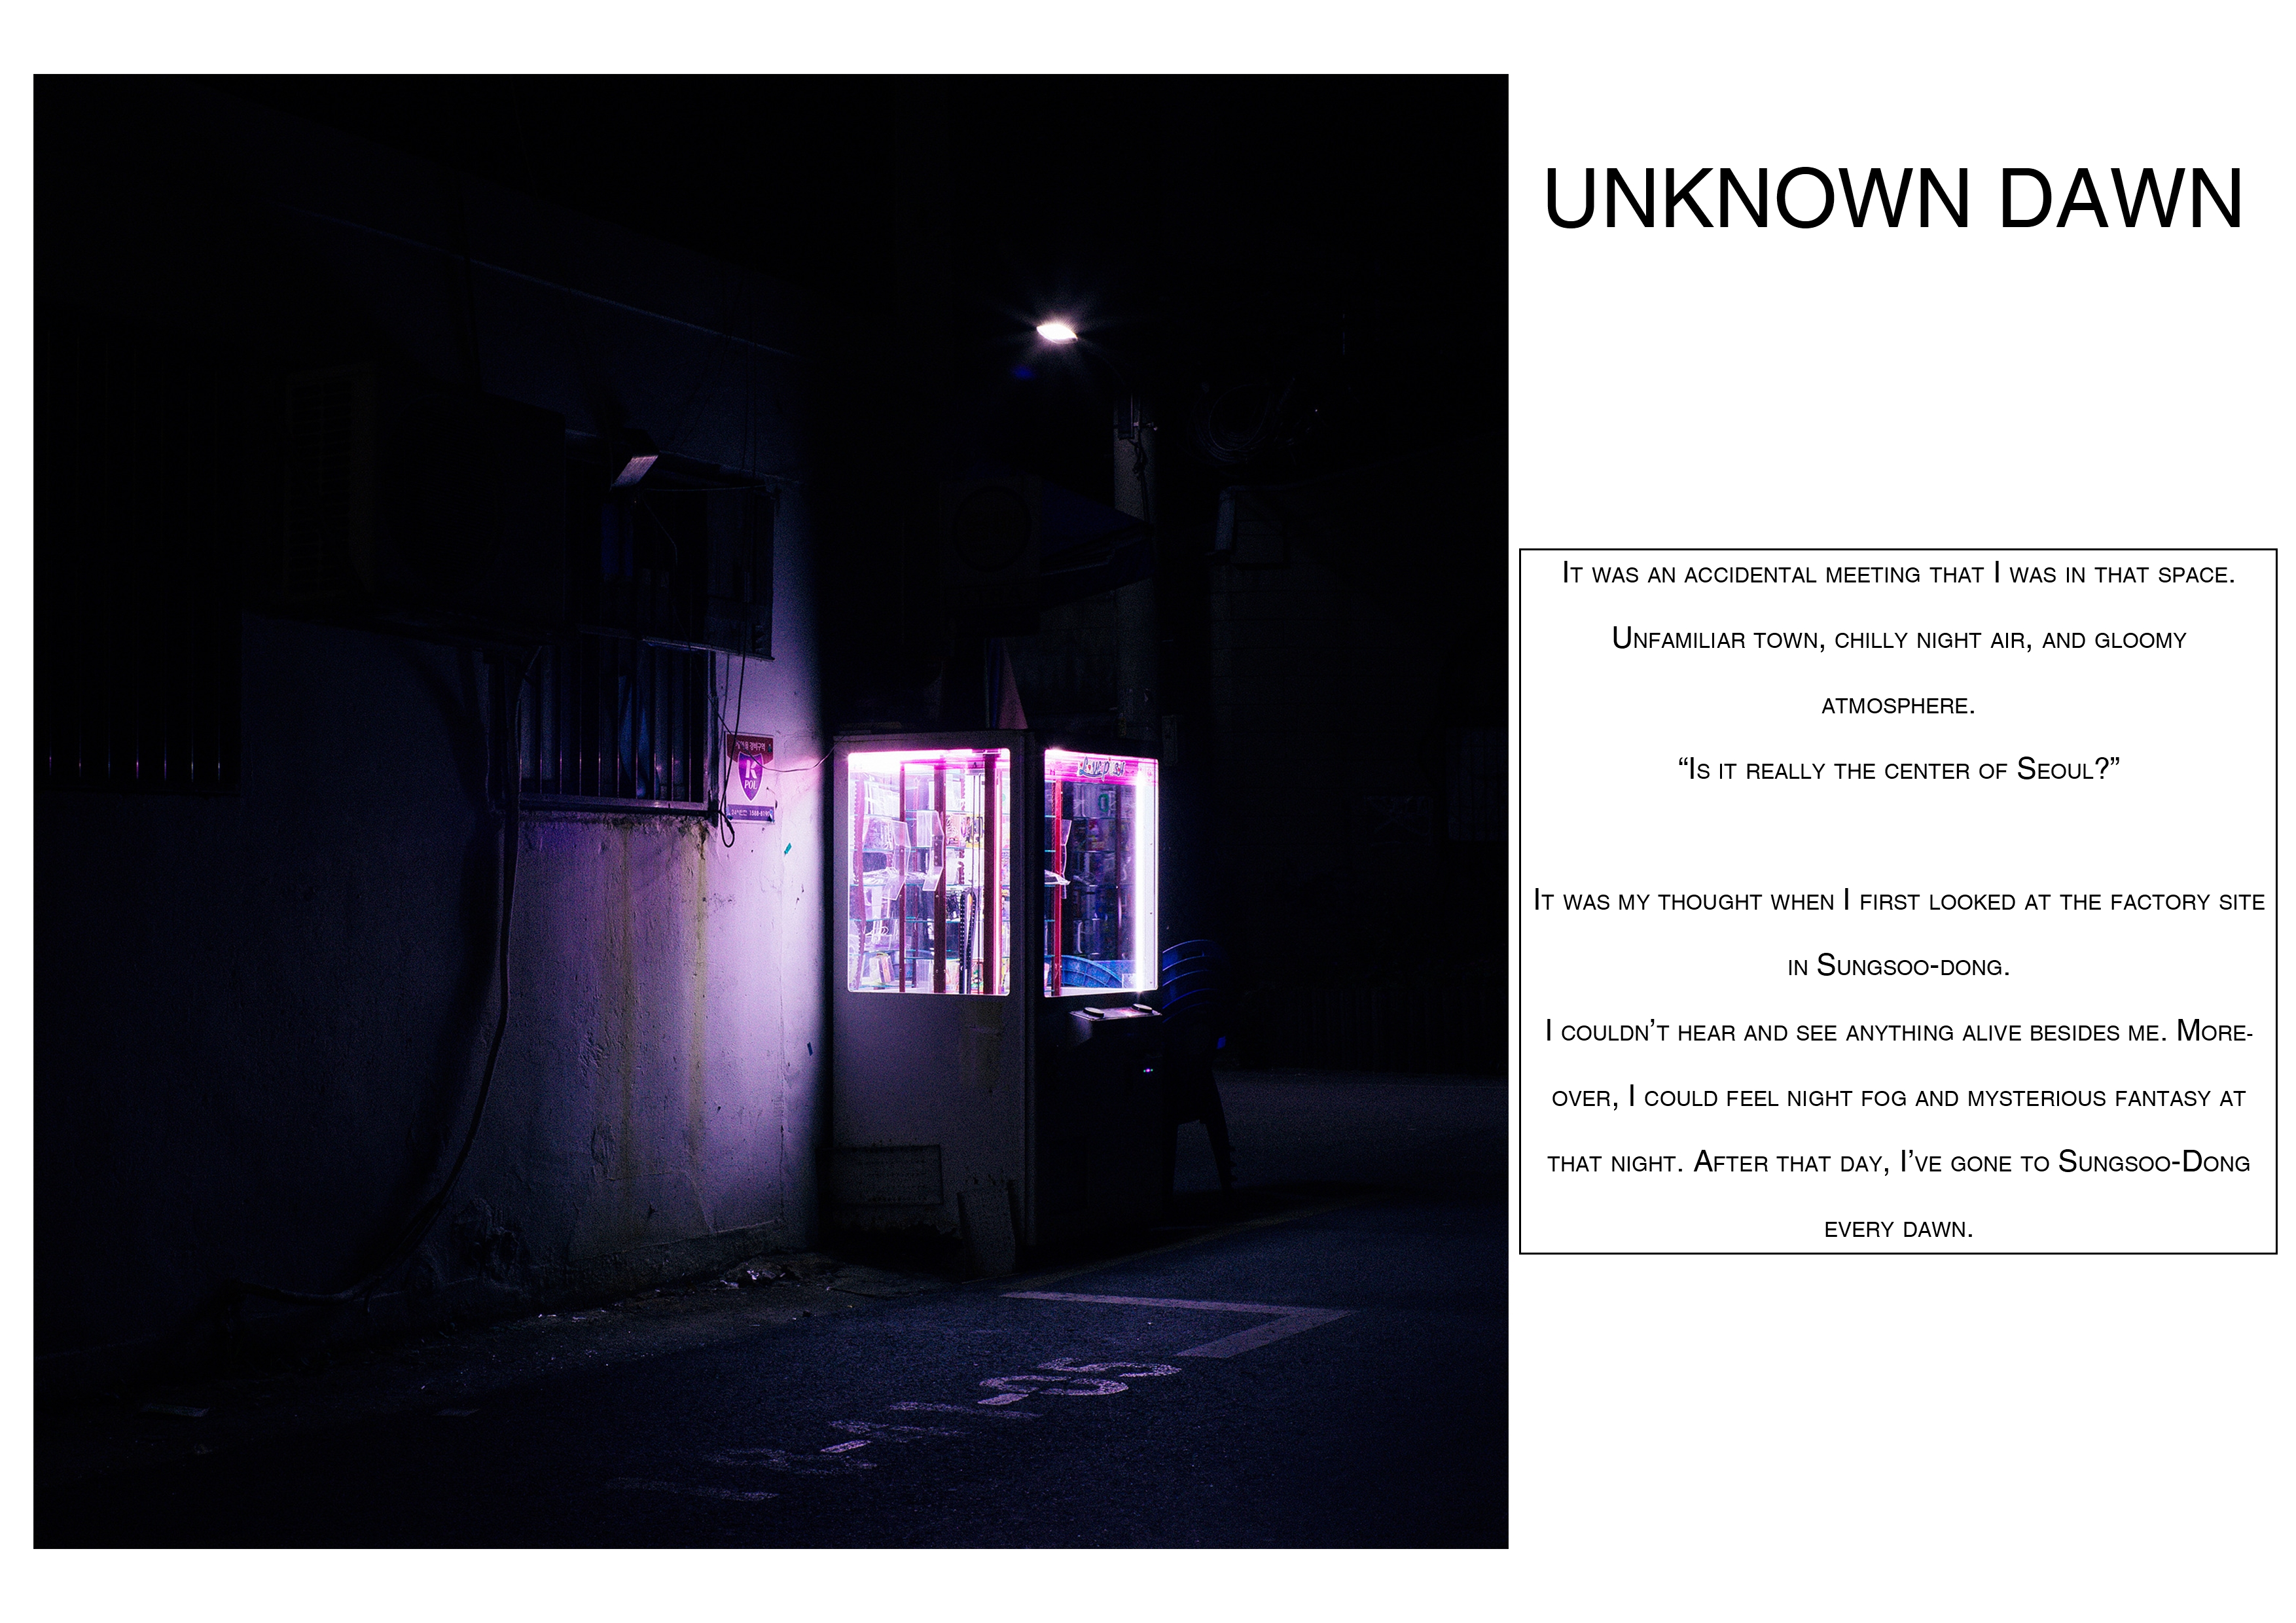 UNKNOWN DAWN
It was an accidental meeting that I was in that space.
Unfamiliar town, chilly night air, and gloomy
atmosphere.
“Is it really the center of Seoul?”
It was my thought when I first looked at the factory site
in Sungsoo-dong.
I couldn’t hear and see anything alive besides me. More-
over, I could feel night fog and mysterious fantasy at
that night. After that day, I’ve gone to Sungsoo-Dong
every dawn.
K
POL